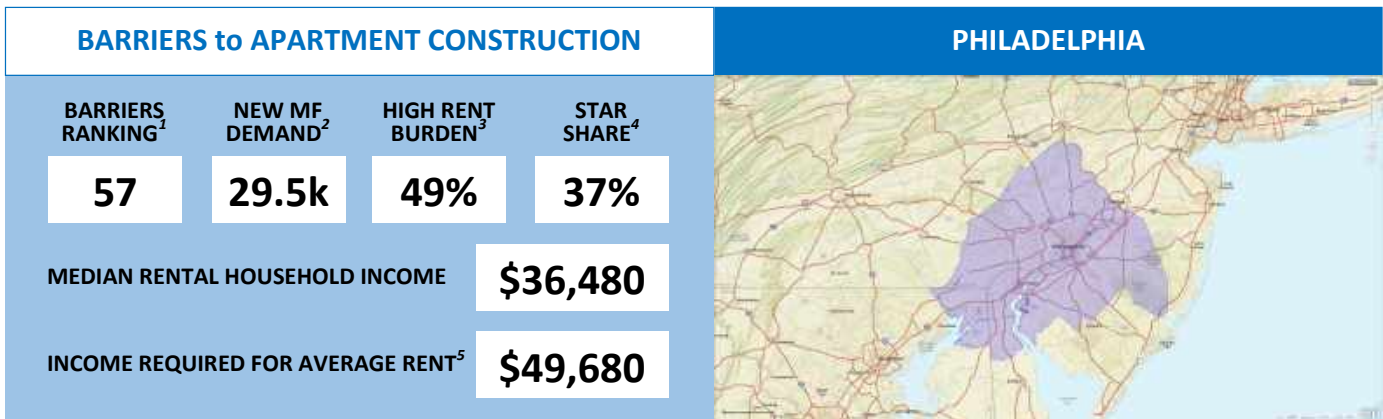 BARRIERS to APARTMENT CONSTRUCTION
PHILADELPHIA
BARRIERS RANKING1
NEW MF DEMAND2
HIGH RENT BURDEN3
STAR SHARE4
57
29.5k
49%
37%
MEDIAN RENTAL HOUSEHOLD INCOME
$36,480
INCOME REQUIRED FOR AVERAGE RENT5
$49,680